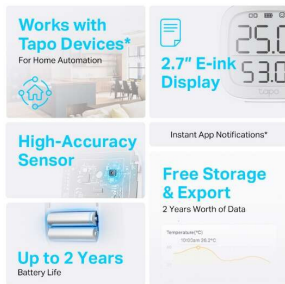 Works with
Tapo Devices*
For Home Automation
2.7" E-ink
Display
25.0
53.0
tapo
High-Accuracy
Sensor
Instant App Notifications*
Free Storage
& Export
2 Years Worth of Data
Temperature(°C)
Up to 2 Years
Battery Life